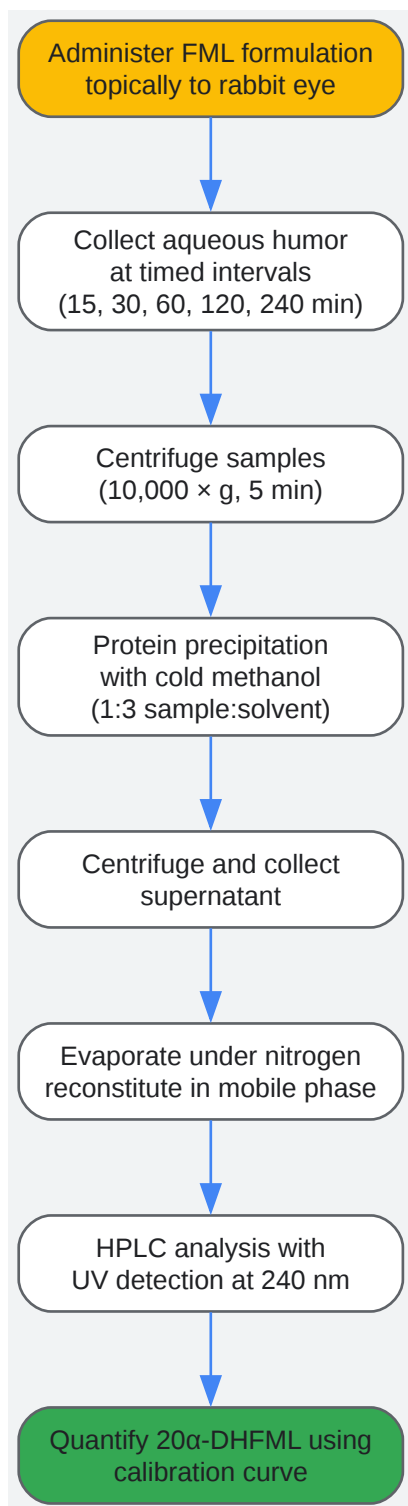 Administer FML formulation
topically to rabbit eye
Collect aqueous humor
at timed intervals
(15, 30, 60, 120, 240 min)
Centrifuge samples
(10,000 × g, 5 min)
Protein precipitation
with cold methanol
(1:3 sample:solvent)
Centrifuge and collect
supernatant
Evaporate under nitrogen
reconstitute in mobile phase
HPLC analysis with
UV detection at 240 nm
Quantify 20α-DHFML using
calibration curve